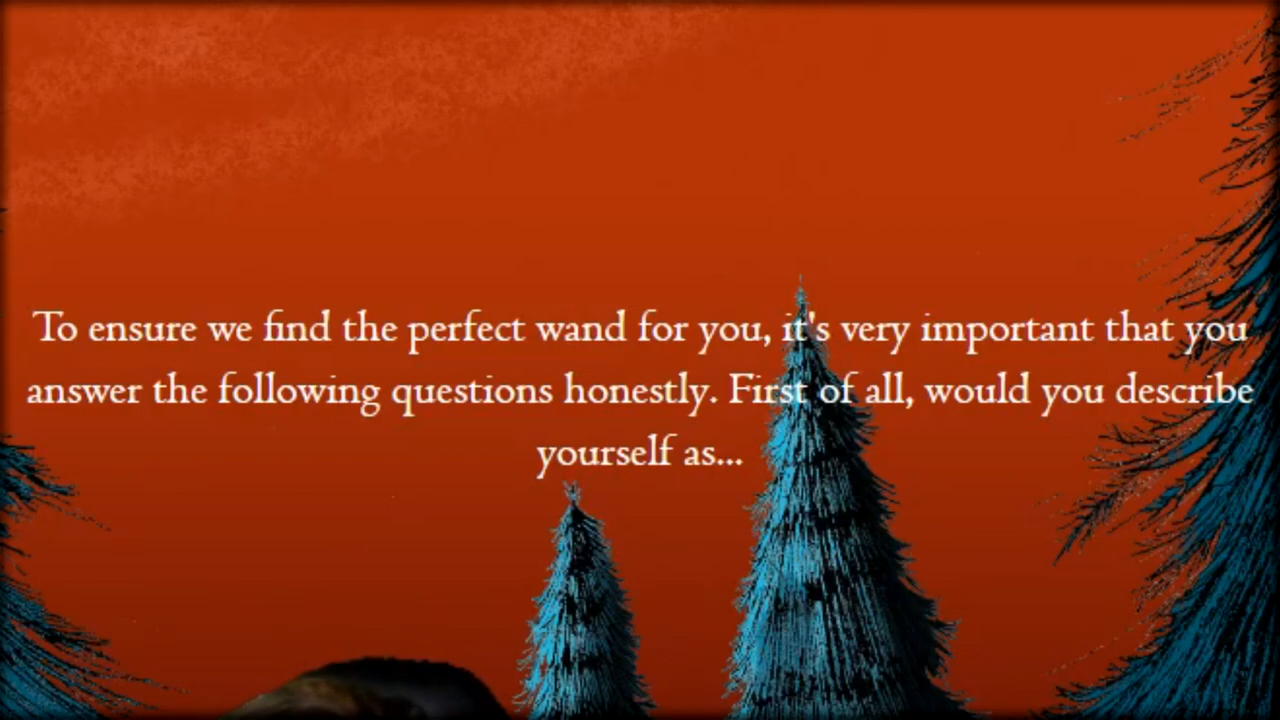 To ensure we find the perfect wand for you, it's very important that you
answer the following questions honestly. First of all, would you describe
yourself as...